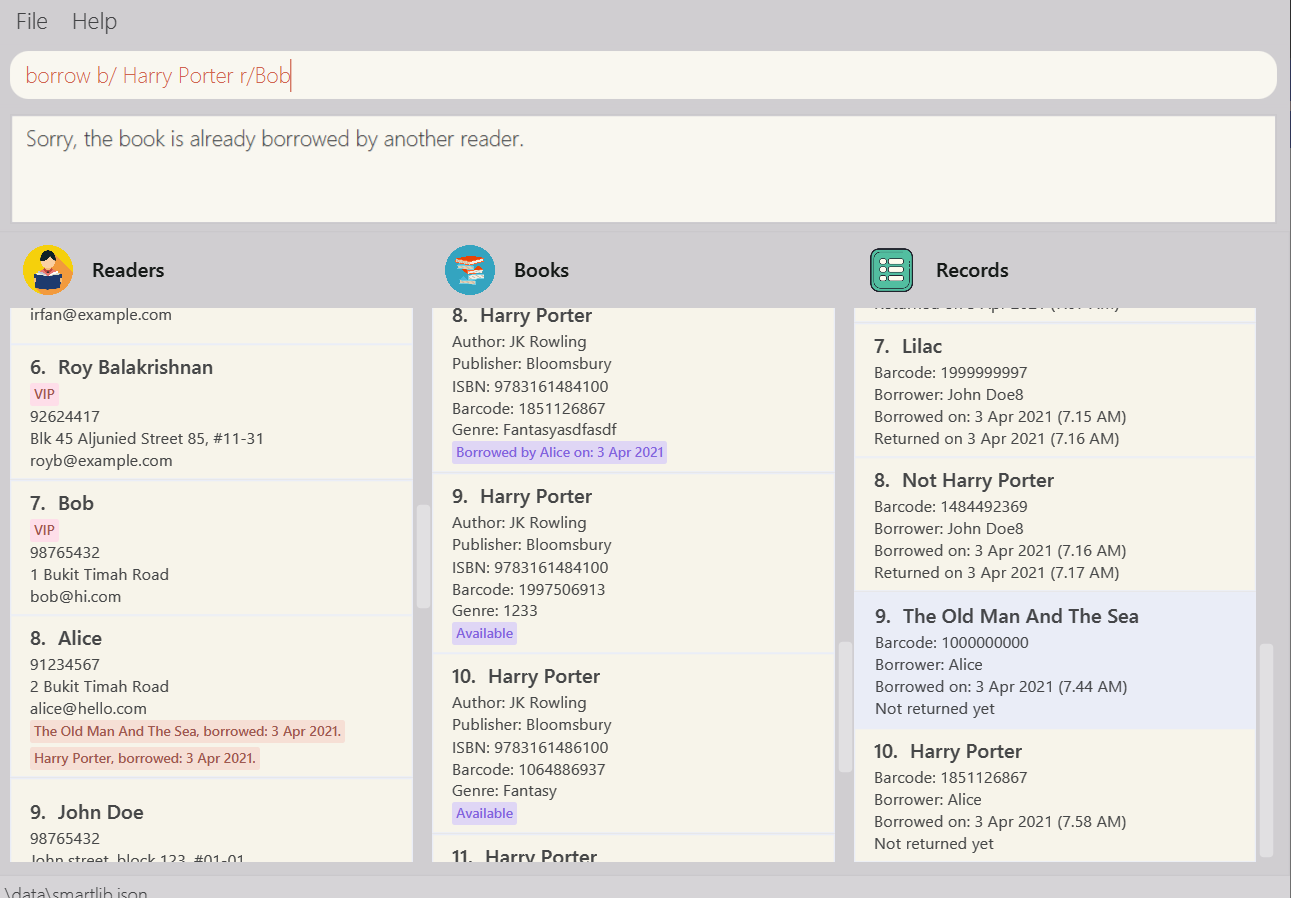 File Help
borrow b/ Harry Porter r/Bob
Sorry, the book is already borrowed by another reader.
Readers
irfan@example.com
6. Roy Balakrishnan
VIP
92624417
Blk 45 Aljunied Street 85, #11-31
royb@example.com
7. Bob
VIP
98765432
1 Bukit Timah Road
bob@hi.com
8. Alice
91234567
2 Bukit Timah Road
alice@hello.com
The Old Man And The Sea, borrowed: 3 Apr 2021.
Harry Porter, borrowed: 3 Apr 2021.
9. John Doe
98765432
John street, block 123, #01-01
Books
8. Harry Porter
Author: JK Rowling
Publisher: Bloomsbury
ISBN: 9783161484100
Barcode: 1851126867
Genre: Fantasyasdfasdf
Borrowed by Alice on: 3 Apr 2021
9. Harry Porter
Author: JK Rowling
Publisher: Bloomsbury
ISBN: 9783161484100
Barcode: 1997506913
Genre: 1233
Available
10. Harry Porter
Author: JK Rowling
Publisher: Bloomsbury
ISBN: 9783161486100
Barcode: 1064886937
Genre: Fantasy
Available
11. Harry Porter
Records
7. Lilac
Barcode: 1999999997
Borrower: John Doe8
Borrowed on: 3 Apr 2021 (7.15 AM)
Returned on 3 Apr 2021 (7.16 AM)
8. Not Harry Porter
Barcode: 1484492369
Borrower: John Doe8
Borrowed on: 3 Apr 2021 (7.16 AM)
Returned on 3 Apr 2021 (7.17 AM)
9. The Old Man And The Sea
Barcode: 1000000000
Borrower: Alice
Borrowed on: 3 Apr 2021 (7.44 AM)
Not returned yet
10. Harry Porter
Barcode: 1851126867
Borrower: Alice
Borrowed on: 3 Apr 2021 (7.58 AM)
Not returned yet
.\data\smartlib.json